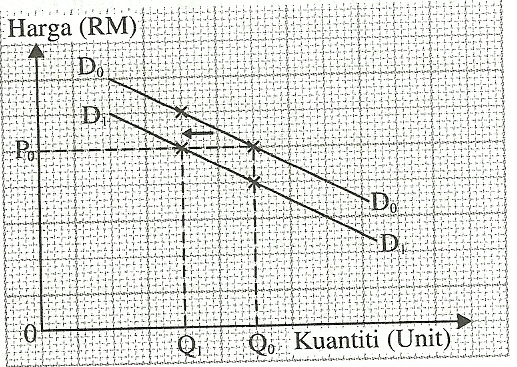 Harga (RM)
D₀
D₁
P₀
D₀
D₁
0
Q₁ Q₀ Kuantiti (Unit)